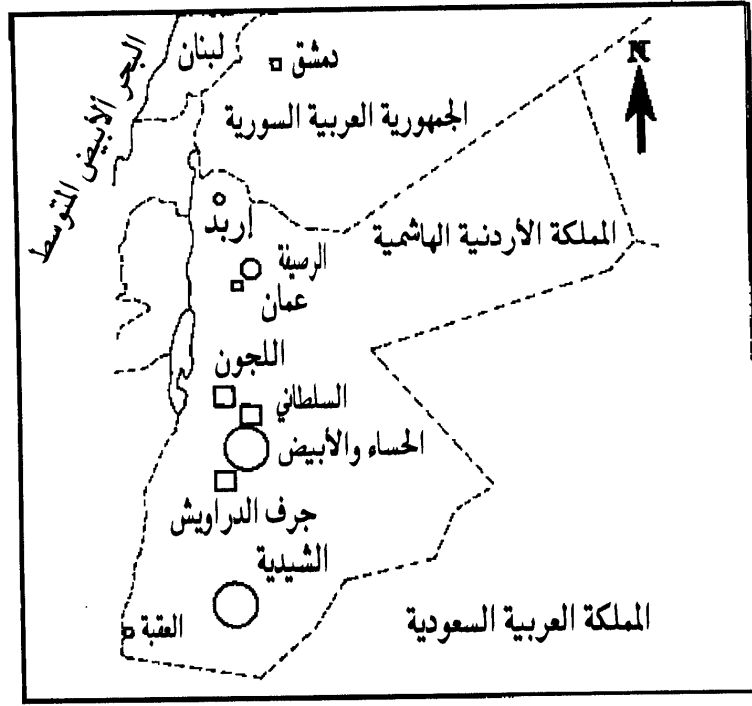 لبنان
دمشق
البحر الأبيض المتوسط
الجمهورية العربية السورية
N
إربد
المملكة الأردنية الهاشمية
الرصيفة
عمان
اللجون
السلطاني
الحساء والأبيض
جرف الدراويش
الشيدية
العقبة
المملكة العربية السعودية